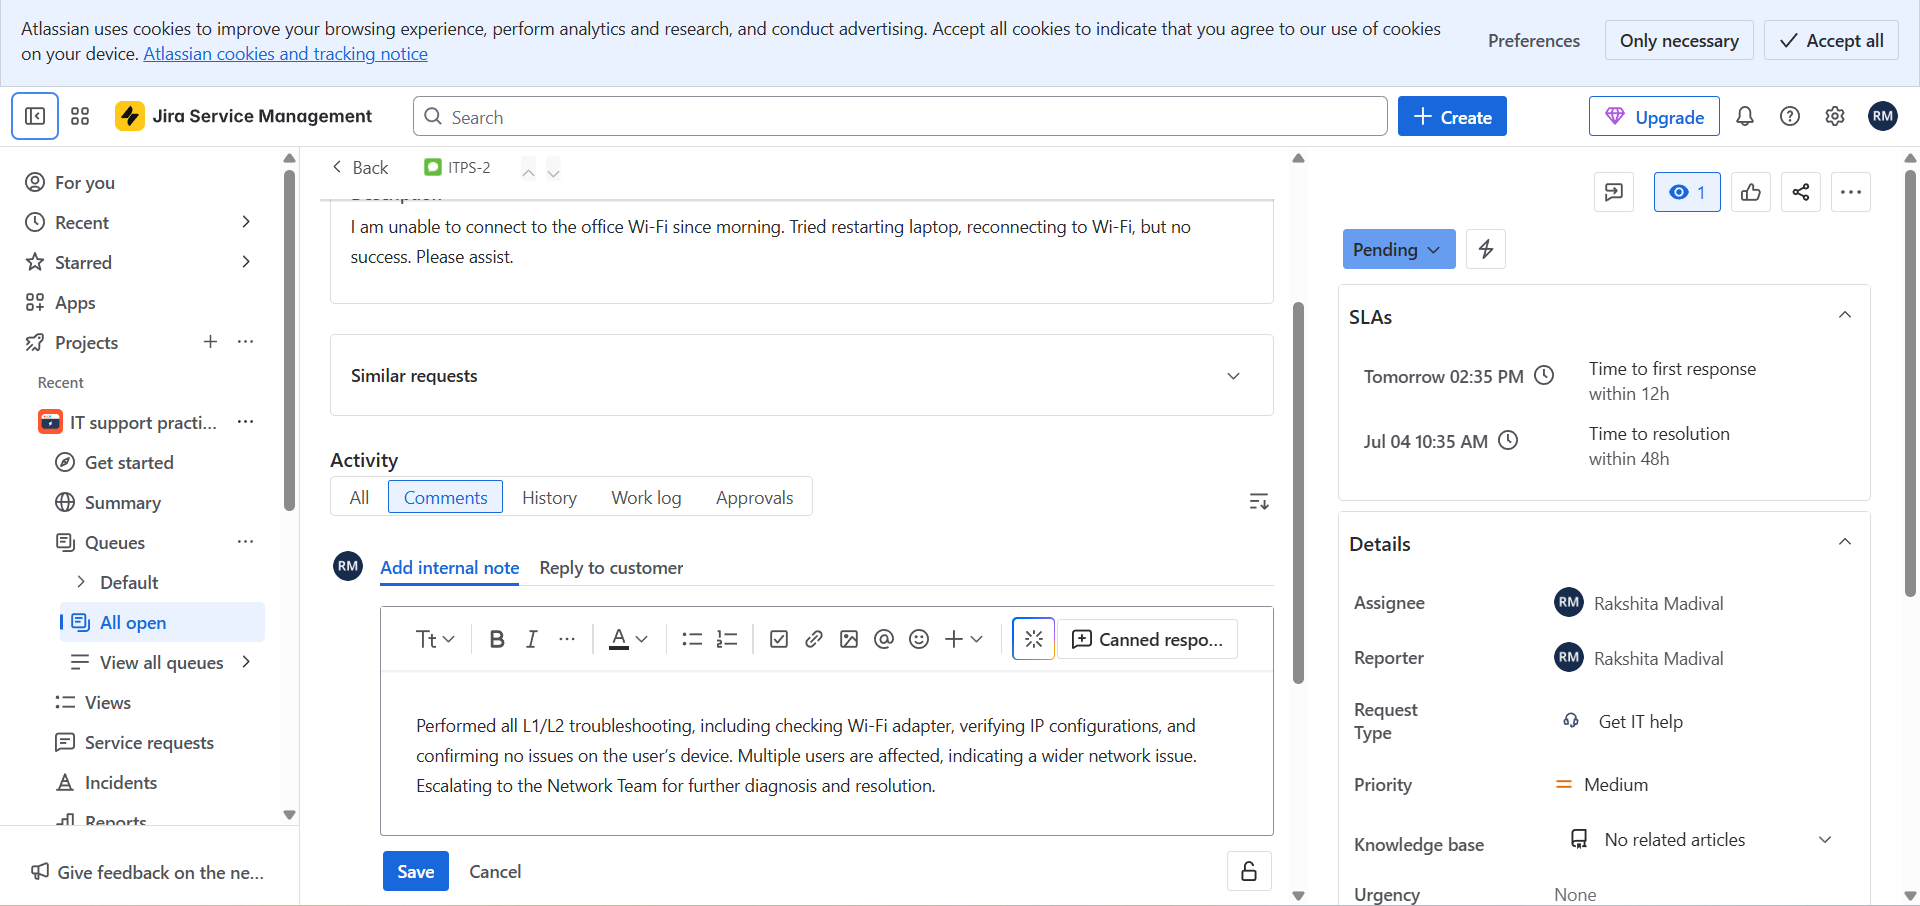 Atlassian uses cookies to improve your browsing experience, perform analytics and research, and conduct advertising. Accept all cookies to indicate that you agree to our use of cookies
on your device. Atlassian cookies and tracking notice
Preferences
Only necessary
Accept all
Jira Service Management
Search
Create
Upgrade
RM
For you
Recent
Starred
Apps
Projects
Recent
IT support practi...
Get started
Summary
Queues
Default
All open
View all queues
Views
Service requests
Incidents
Reports
Give feedback on the ne...
Back
ITPS-2
Description
I am unable to connect to the office Wi-Fi since morning. Tried restarting laptop, reconnecting to Wi-Fi, but no
success. Please assist.
Similar requests
Activity
All
Comments
History
Work log
Approvals
RM
Add internal note
Reply to customer
Tt
B
I
A
Canned respo...
Performed all L1/L2 troubleshooting, including checking Wi-Fi adapter, verifying IP configurations, and
confirming no issues on the user’s device. Multiple users are affected, indicating a wider network issue.
Escalating to the Network Team for further diagnosis and resolution.
Save
Cancel
1
Pending
SLAs
Tomorrow 02:35 PM
Time to first response
within 12h
Jul 04 10:35 AM
Time to resolution
within 48h
Details
Assignee
RM
Rakshita Madival
Reporter
RM
Rakshita Madival
Request
Type
Get IT help
Priority
Medium
Knowledge base
No related articles
Urgency
None